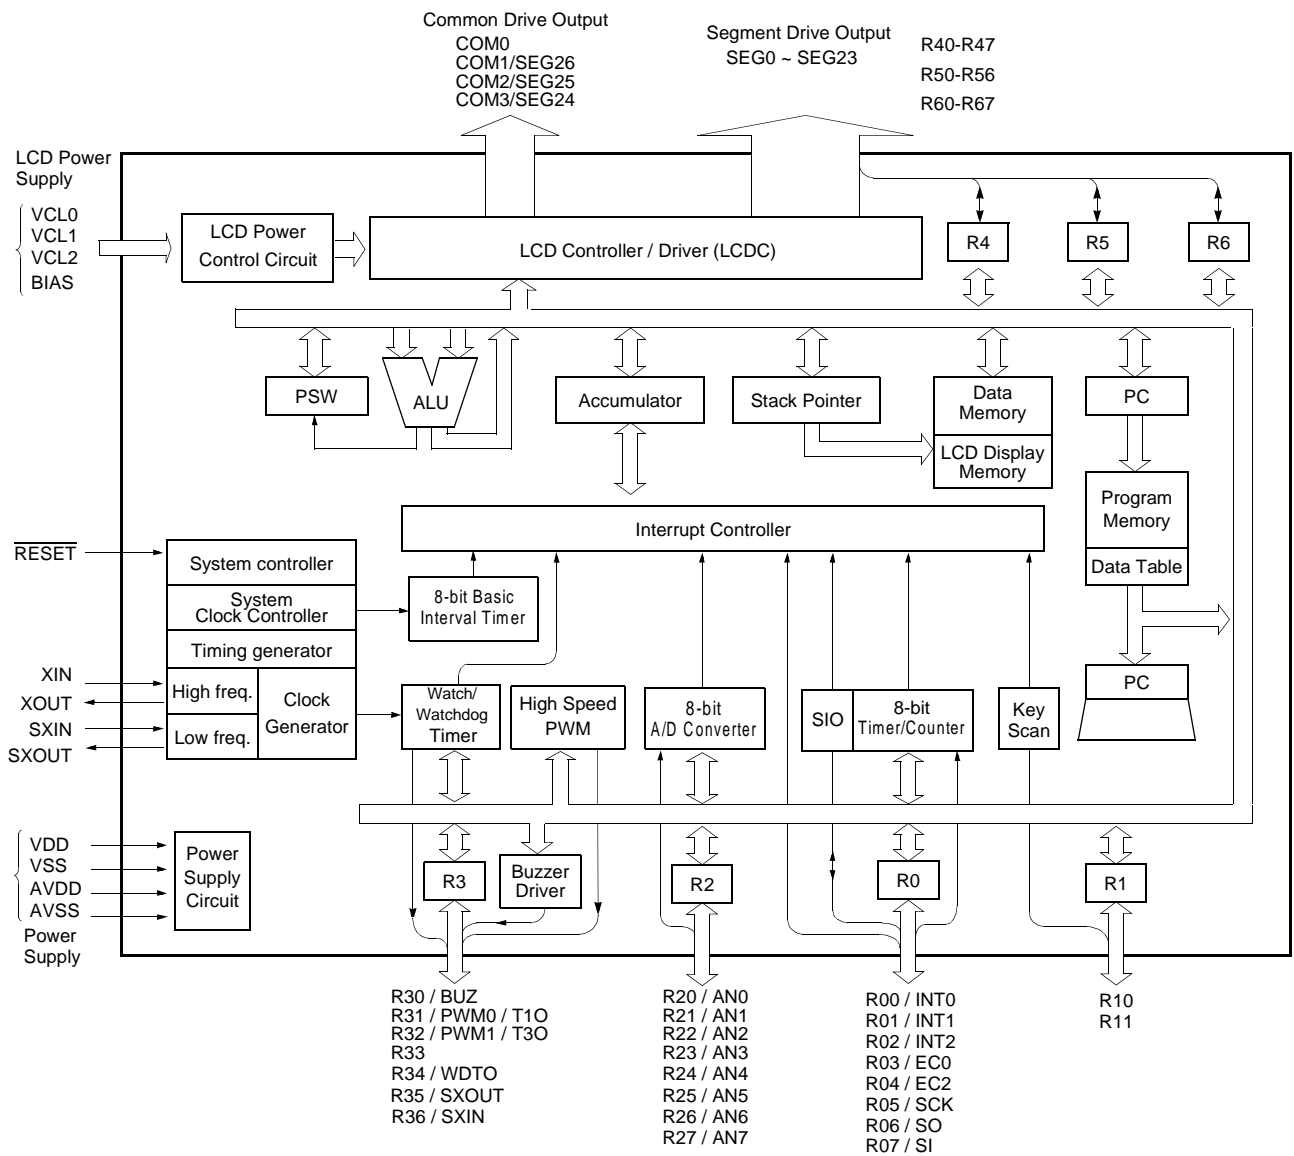 Common Drive Output
COM0
COM1/SEG26
COM2/SEG25
COM3/SEG24
Segment Drive Output
SEG0 ~ SEG23
R40-R47
R50-R56
R60-R67
LCD Power
Supply
VCL0
VCL1
VCL2
BIAS
LCD Power
Control Circuit
LCD Controller / Driver (LCDC)
R4
R5
R6
PSW
ALU
Accumulator
Stack Pointer
Data
Memory
LCD Display
Memory
PC
Program
Memory
Data Table
PC
Interrupt Controller
RESET
System controller
System
Clock Controller
Timing generator
High freq.
Low freq.
Clock
Generator
XIN
XOUT
SXIN
SXOUT
8-bit Basic
Interval Timer
Watch/
Watchdog
Timer
High Speed
PWM
8-bit
A/D Converter
SIO
8-bit
Timer/Counter
Key
Scan
VDD
VSS
AVDD
AVSS
Power
Supply
Power
Supply
Circuit
R3
Buzzer
Driver
R2
R0
R1
R30 / BUZ
R31 / PWM0 / T1O
R32 / PWM1 / T3O
R33
R34 / WDTO
R35 / SXOUT
R36 / SXIN
R20 / AN0
R21 / AN1
R22 / AN2
R23 / AN3
R24 / AN4
R25 / AN5
R26 / AN6
R27 / AN7
R00 / INT0
R01 / INT1
R02 / INT2
R03 / EC0
R04 / EC2
R05 / SCK
R06 / SO
R07 / SI
R10
R11